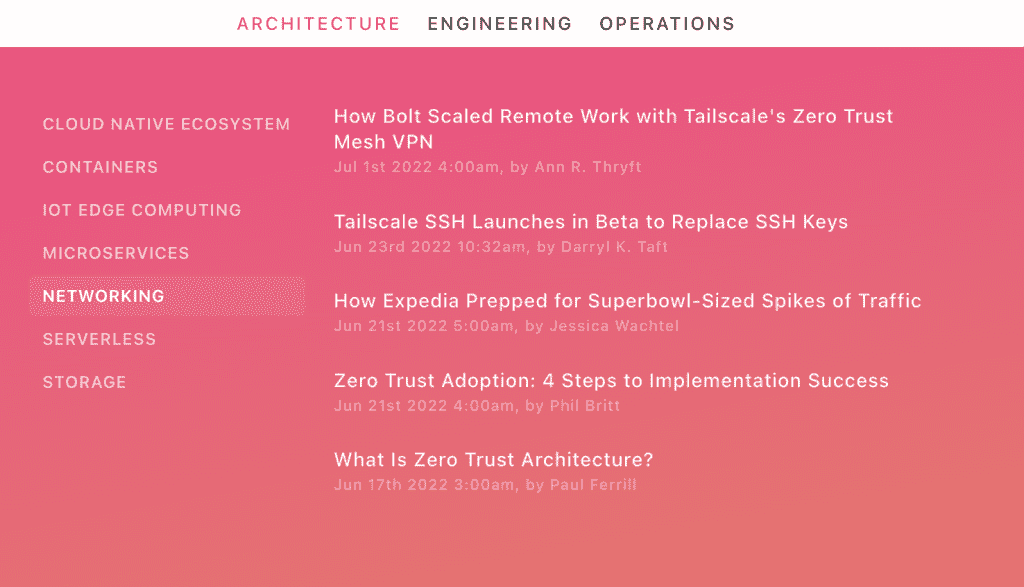 ARCHITECTURE ENGINEERING OPERATIONS
CLOUD NATIVE ECOSYSTEM
CONTAINERS
IOT EDGE COMPUTING
MICROSERVICES
NETWORKING
SERVERLESS
STORAGE
How Bolt Scaled Remote Work with Tailscale's Zero Trust
Mesh VPN
Jul 1st 2022 4:00am, by Ann R. Thryft
Tailscale SSH Launches in Beta to Replace SSH Keys
Jun 23rd 2022 10:32am, by Darryl K. Taft
How Expedia Prepped for Superbowl-Sized Spikes of Traffic
Jun 21st 2022 5:00am, by Jessica Wachtel
Zero Trust Adoption: 4 Steps to Implementation Success
Jun 21st 2022 4:00am, by Phil Britt
What Is Zero Trust Architecture?
Jun 17th 2022 3:00am, by Paul Ferrill